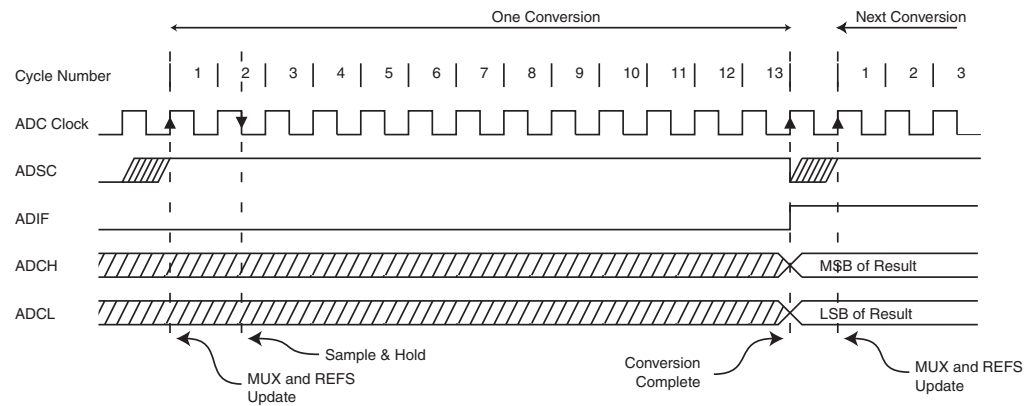 One Conversion
Next Conversion
Cycle Number 1 2 3 4 5 6 7 8 9 10 11 12 13 1 2 3
ADC Clock
ADSC
ADIF
ADCH
MSB of Result
ADCL
LSB of Result
Sample & Hold
MUX and REFS
Update
Conversion
Complete
MUX and REFS
Update